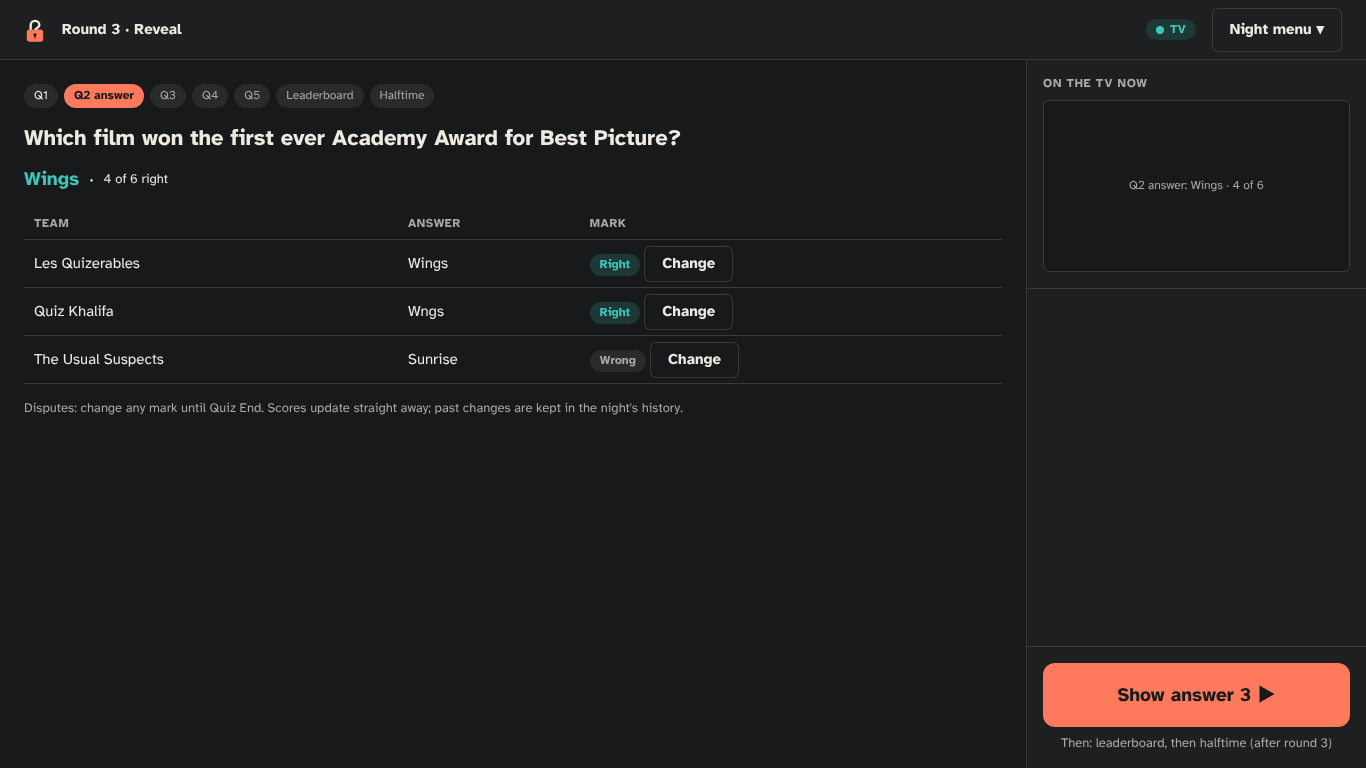 Round 3 · Reveal
TV
Night menu ▾
Q1
Q2 answer
Q3
Q4
Q5
Leaderboard
Halftime
Which film won the first ever Academy Award for Best Picture?
Wings · 4 of 6 right
TEAM ANSWER MARK
Les Quizerables Wings Right Change
Quiz Khalifa Wngs Right Change
The Usual Suspects Sunrise Wrong Change
Disputes: change any mark until Quiz End. Scores update straight away; past changes are kept in the night's history.
ON THE TV NOW
Q2 answer: Wings · 4 of 6
Show answer 3 ▶
Then: leaderboard, then halftime (after round 3)